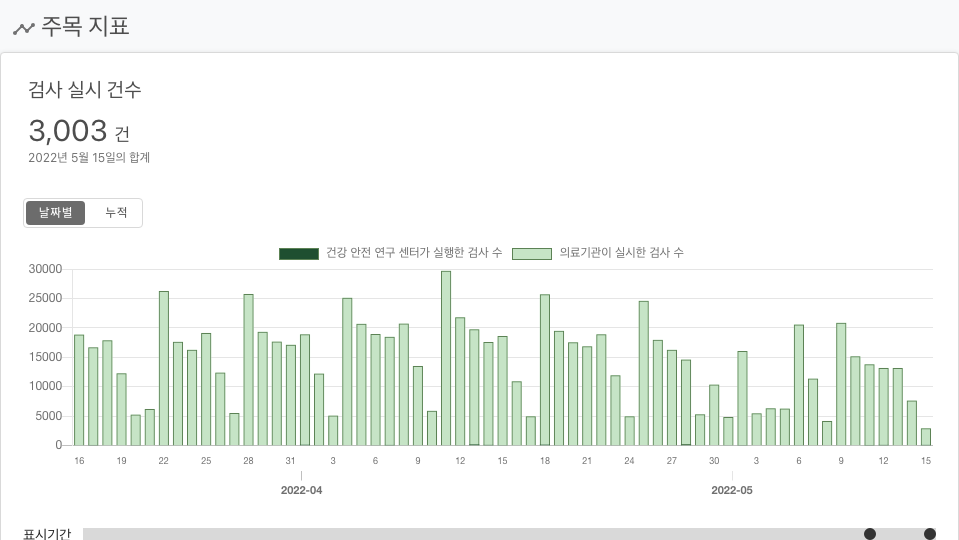 주목 지표
검사 실시 건수
3,003 건
2022년 5월 15일의 합계
날짜별 누적
건강 안전 연구 센터가 실행한 검사 수 의료기관이 실시한 검사 수
30000
25000
20000
15000
10000
5000
0
16 19 22 25 28 31 3 6 9 12 15 18 21 24 27 30 3 6 9 12 15
2022-04 2022-05
표시기간